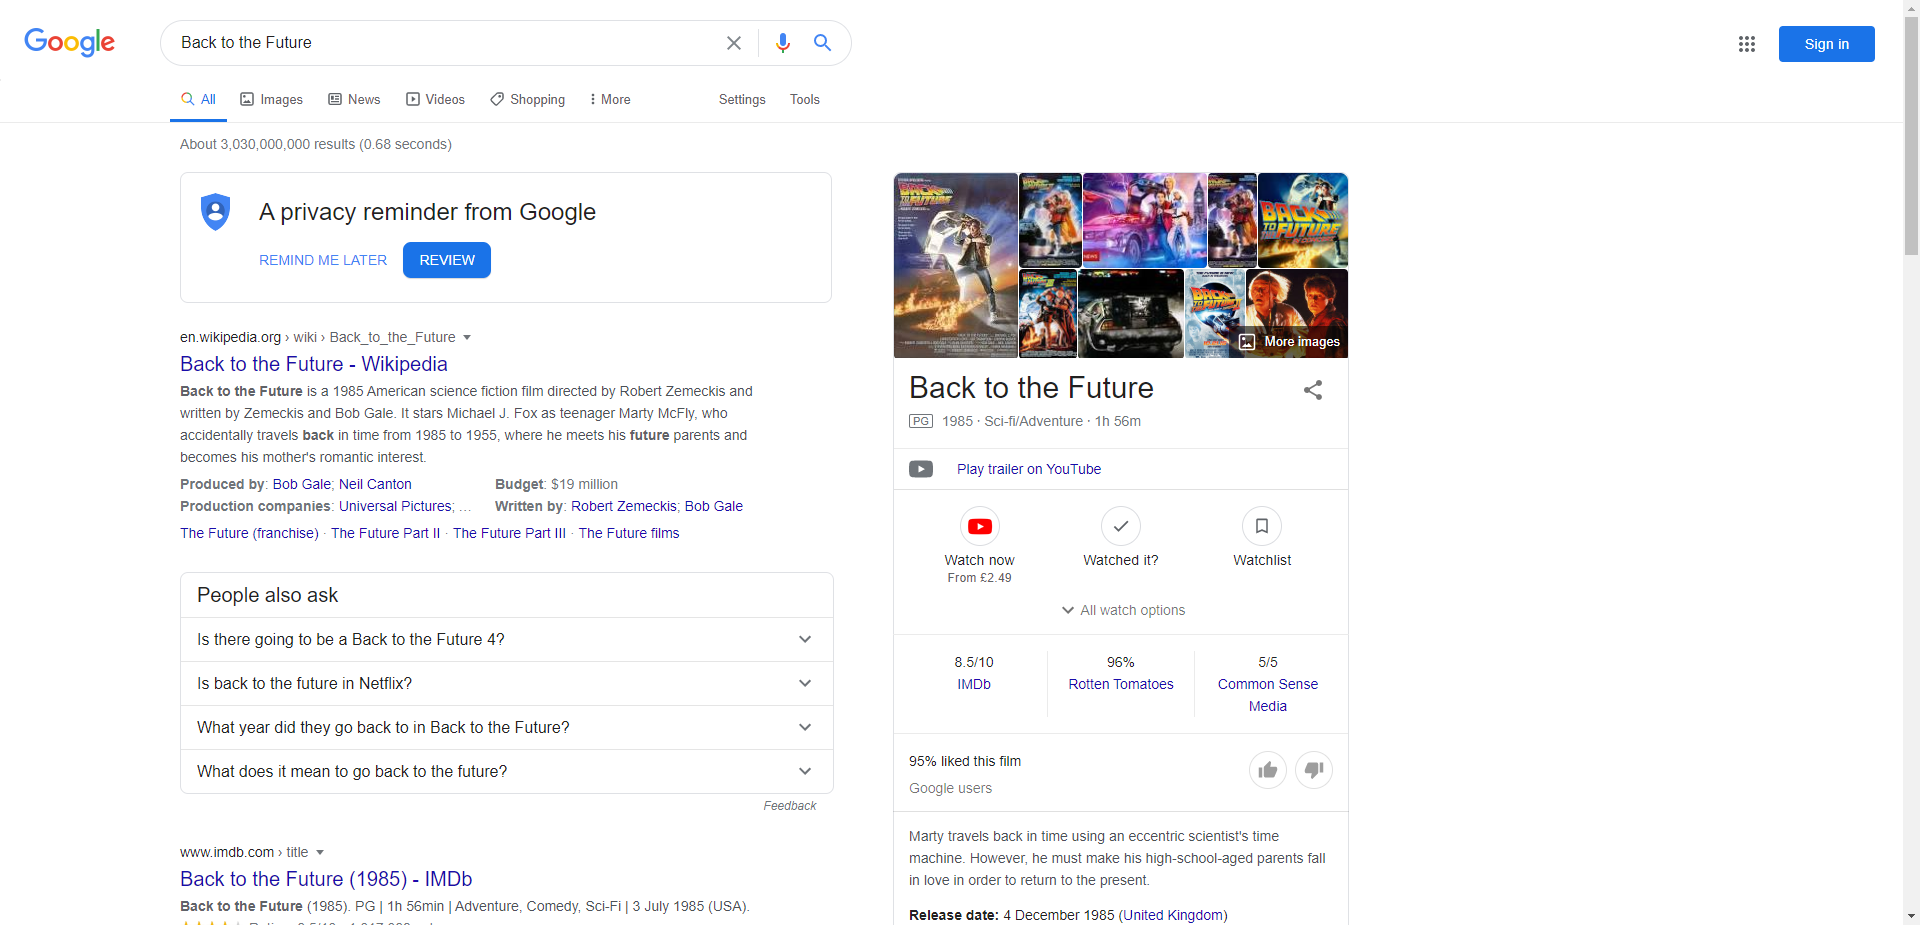 Google
Back to the Future
Sign in
All
Images
News
Videos
Shopping
More
Settings
Tools
About 3,030,000,000 results (0.68 seconds)
A privacy reminder from Google
REMIND ME LATER
REVIEW
en.wikipedia.org › wiki › Back_to_the_Future
Back to the Future - Wikipedia
Back to the Future is a 1985 American science fiction film directed by Robert Zemeckis and
written by Zemeckis and Bob Gale. It stars Michael J. Fox as teenager Marty McFly, who
accidentally travels back in time from 1985 to 1955, where he meets his future parents and
becomes his mother's romantic interest.
Produced by: Bob Gale; Neil Canton
Budget: $19 million
Production companies: Universal Pictures; ...
Written by: Robert Zemeckis; Bob Gale
The Future (franchise) · The Future Part II · The Future Part III · The Future films
People also ask
Is there going to be a Back to the Future 4?
Is back to the future in Netflix?
What year did they go back to in Back to the Future?
What does it mean to go back to the future?
Feedback
www.imdb.com › title
Back to the Future (1985) - IMDb
Back to the Future (1985). PG | 1h 56min | Adventure, Comedy, Sci-Fi | 3 July 1985 (USA).
BACK
TO THE
FUTURE
NEWS
BACK
TO THE
FUTURE
More images
Back to the Future
PG 1985 · Sci-fi/Adventure · 1h 56m
Play trailer on YouTube
Watch now
From £2.49
Watched it?
Watchlist
All watch options
8.5/10
IMDb
96%
Rotten Tomatoes
5/5
Common Sense
Media
95% liked this film
Google users
Marty travels back in time using an eccentric scientist's time
machine. However, he must make his high-school-aged parents fall
in love in order to return to the present.
Release date: 4 December 1985 (United Kingdom)